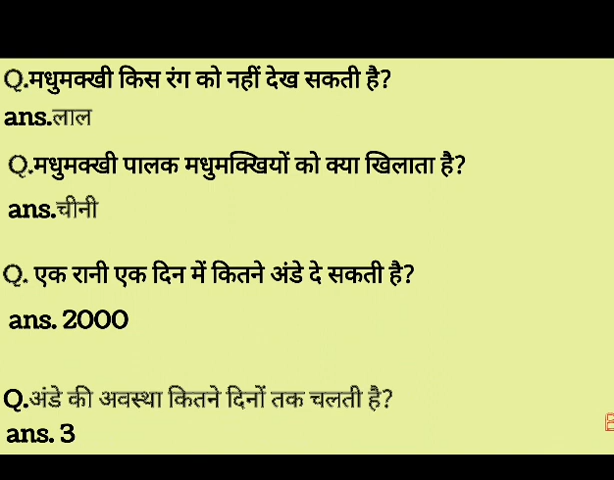 Q.मधुमक्खी किस रंग को नहीं देख सकती है?
ans.लाल
Q.मधुमक्खी पालक मधुमक्खियों को क्या खिलाता है?
ans.चीनी
Q. एक रानी एक दिन में कितने अंडे दे सकती है?
ans. 2000
Q.अंडे की अवस्था कितने दिनों तक चलती है?
ans. 3